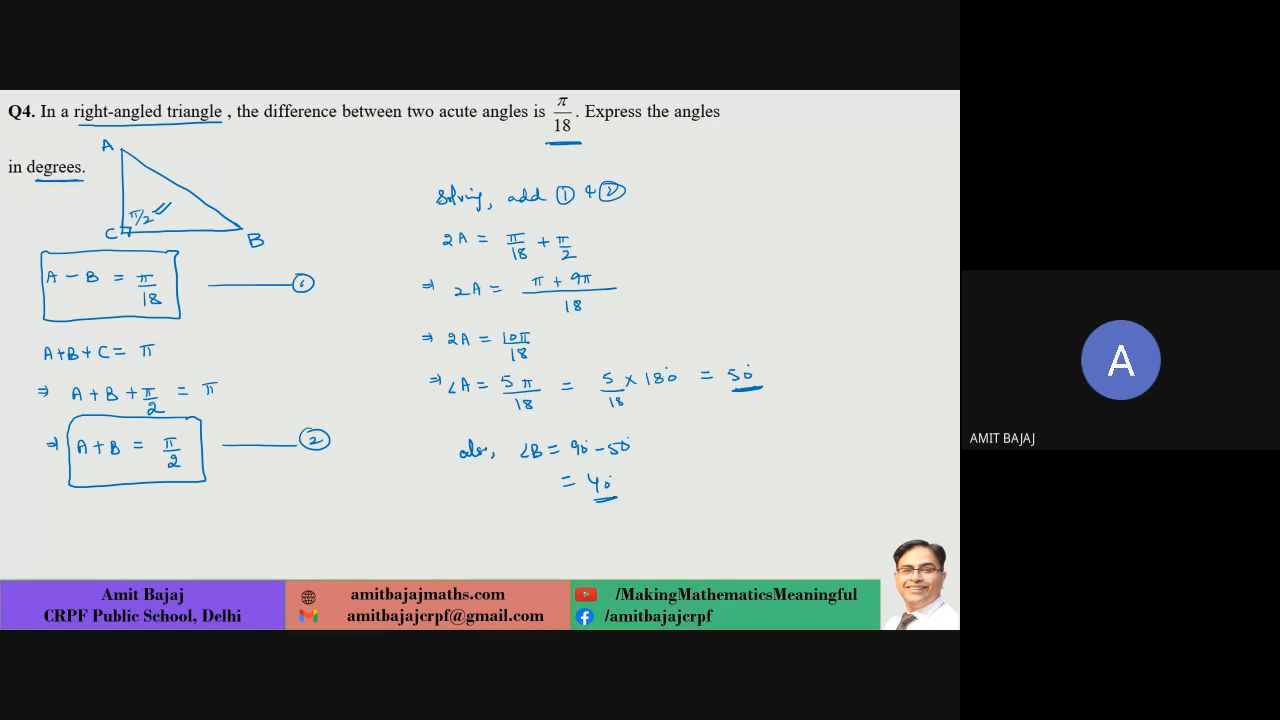 Q4. In a right-angled triangle , the difference between two acute angles is π/18. Express the angles
in degrees.
A
π/2
C
B
A - B = π/18 ——— ①
A+B+C = π
⇒ A + B + π/2 = π
⇒ A+B = π/2 ——— ②
Solving, add ① & ②
2A = π/18 + π/2
⇒ 2A = (π + 9π)/18
⇒ 2A = 10π/18
⇒ ∠A = 5π/18 = 5/18 × 180° = 50°
also, ∠B = 90° - 50°
= 40°
A
AMIT BAJAJ
Amit Bajaj
CRPF Public School, Delhi
amitbajajmaths.com
amitbajajcrpf@gmail.com
/MakingMathematicsMeaningful
/amitbajajcrpf